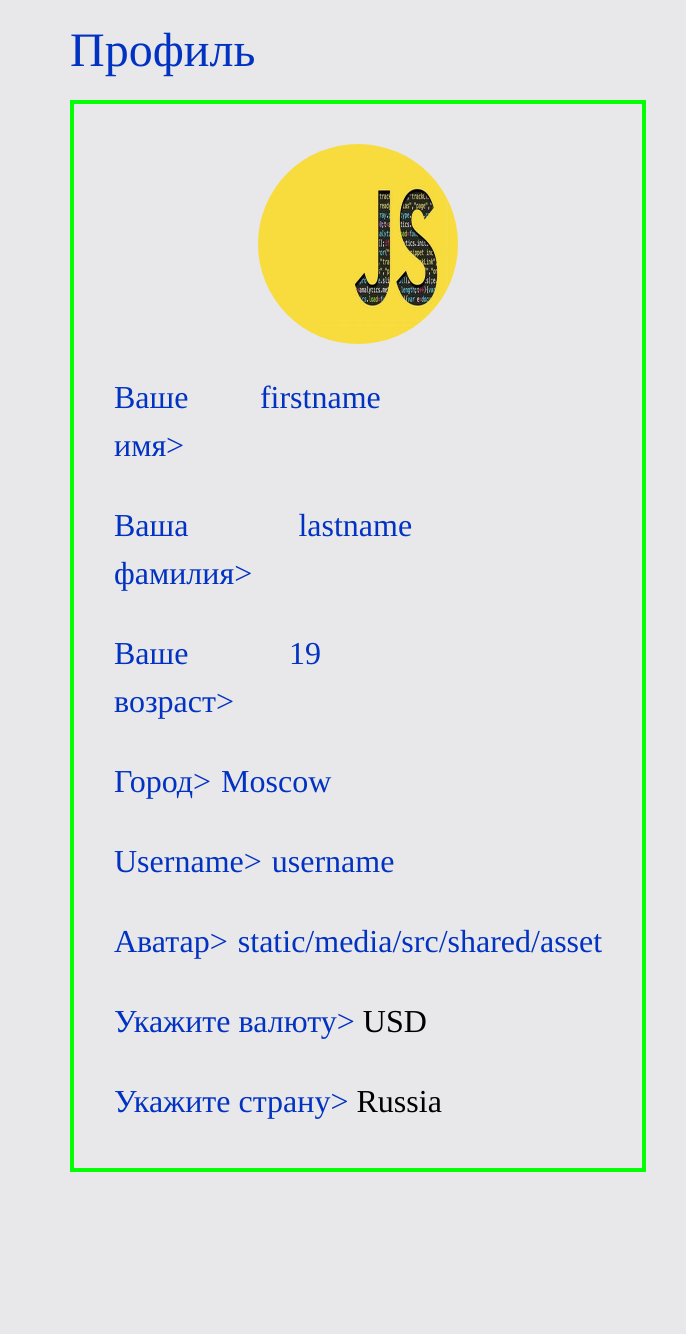 Профиль
JS
Ваше firstname
имя>
Ваша lastname
фамилия>
Ваше 19
возраст>
Город> Moscow
Username> username
Аватар> static/media/src/shared/asset
Укажите валюту> USD
Укажите страну> Russia